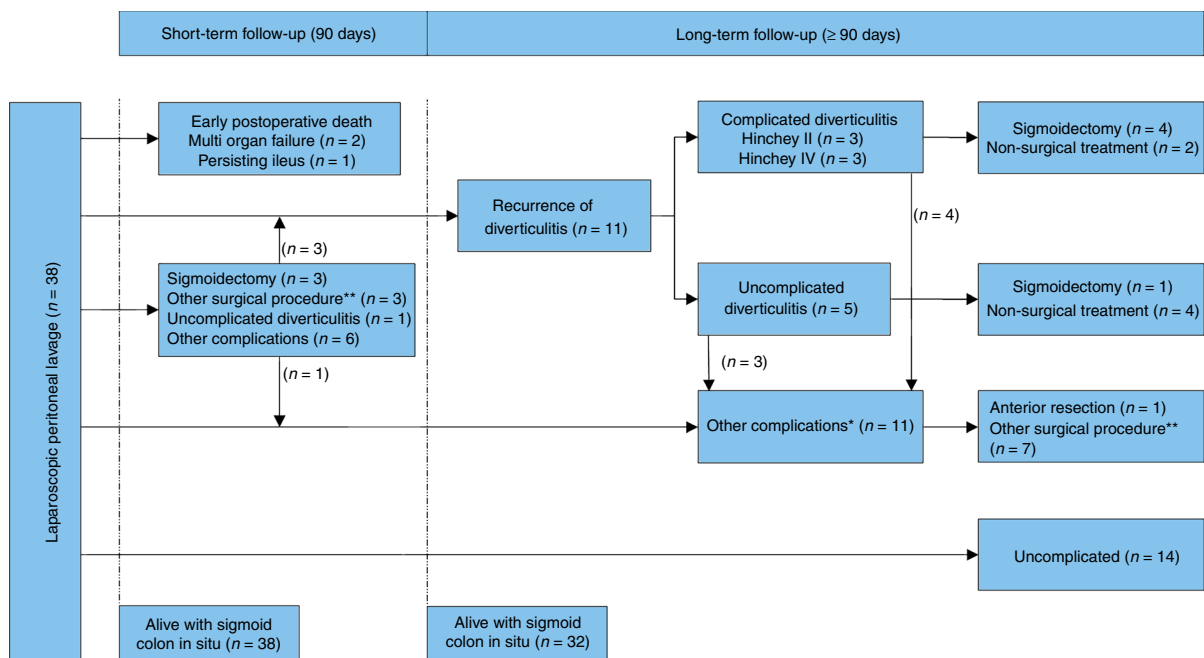 Short-term follow-up (90 days)
Long-term follow-up (≥ 90 days)
Laparoscopic peritoneal lavage (n = 38)
Early postoperative death
Multi organ failure (n = 2)
Persisting ileus (n = 1)
Complicated diverticulitis
Hinchey II (n = 3)
Hinchey IV (n = 3)
Sigmoidectomy (n = 4)
Non-surgical treatment (n = 2)
Recurrence of
diverticulitis (n = 11)
(n = 4)
(n = 3)
Sigmoidectomy (n = 3)
Other surgical procedure** (n = 3)
Uncomplicated diverticulitis (n = 1)
Other complications (n = 6)
Uncomplicated
diverticulitis (n = 5)
Sigmoidectomy (n = 1)
Non-surgical treatment (n = 4)
(n = 1)
(n = 3)
Other complications* (n = 11)
Anterior resection (n = 1)
Other surgical procedure**
(n = 7)
Uncomplicated (n = 14)
Alive with sigmoid
colon in situ (n = 38)
Alive with sigmoid
colon in situ (n = 32)